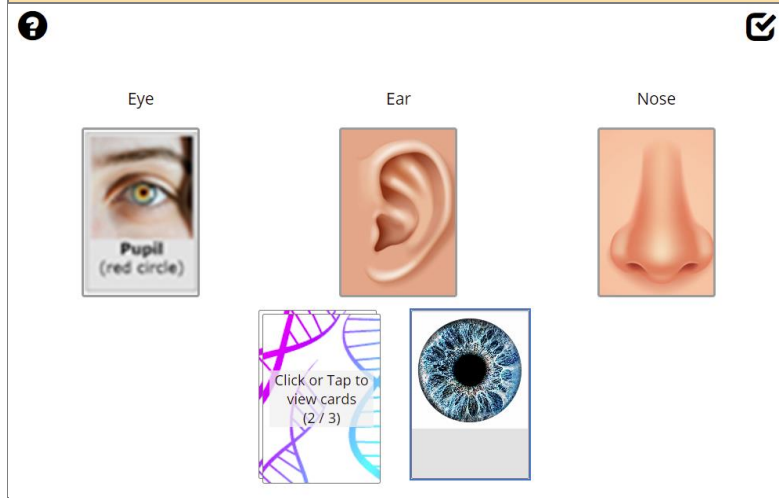 ?
Eye
Ear
Nose
Pupil
(red circle)
Click or Tap to
view cards
(2 / 3)